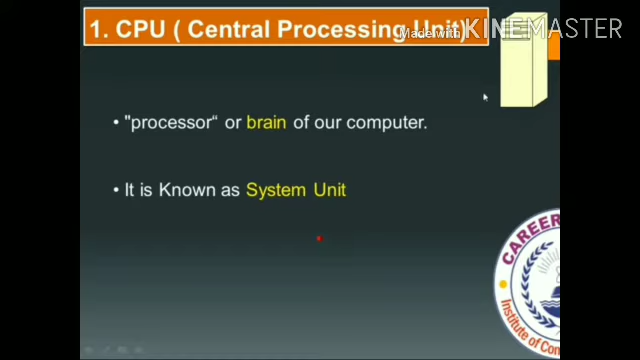 1. CPU ( Central Processing Unit)
Made with KINEMASTER
• "processor“ or brain of our computer.
• It is Known as System Unit
CAREER
Institute of Com